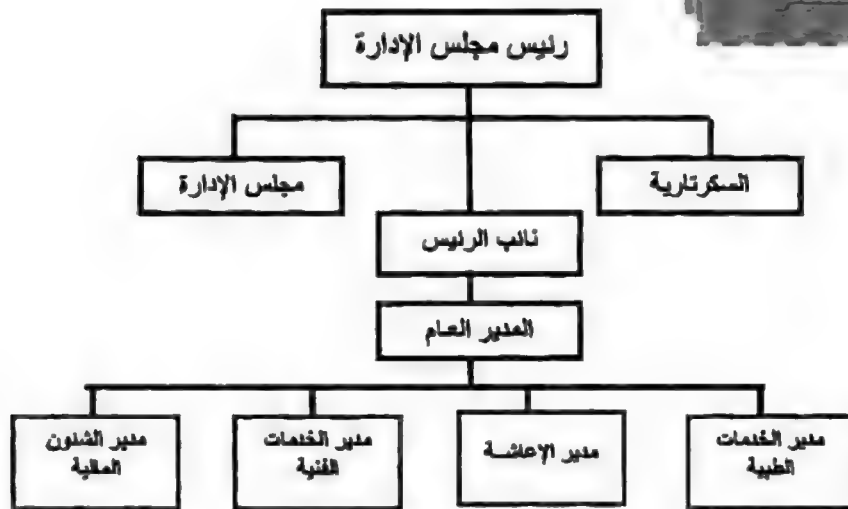 رئيس مجلس الإدارة
السكرتارية
مجلس الإدارة
نائب الرئيس
المدير العام
مدير الخدمات
الطبية
مدير الإعاشـة
مدير الخدمات
الفنية
مدير الشئون
المالية